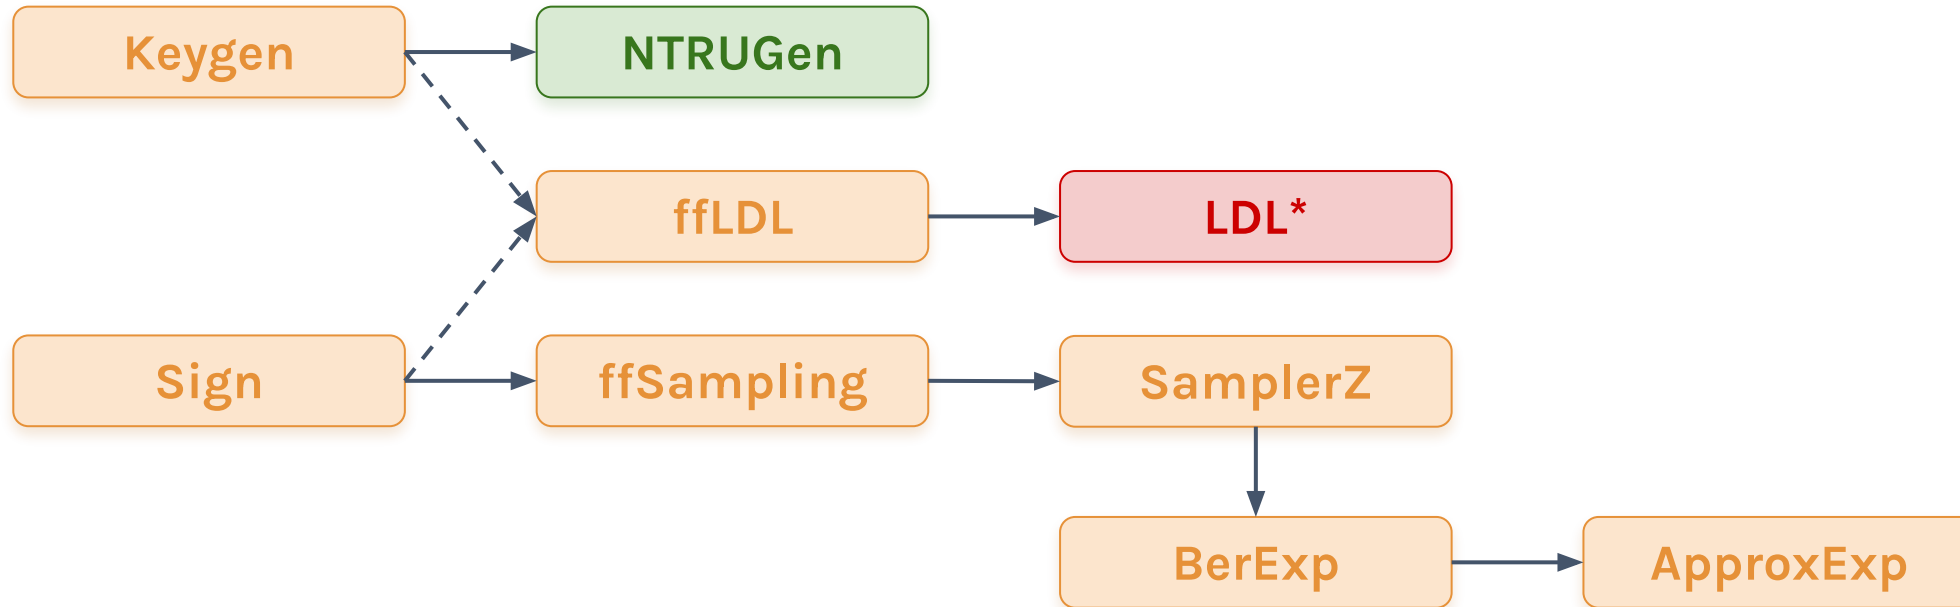 Keygen
NTRUGen
ffLDL
LDL*
Sign
ffSampling
SamplerZ
BerExp
ApproxExp